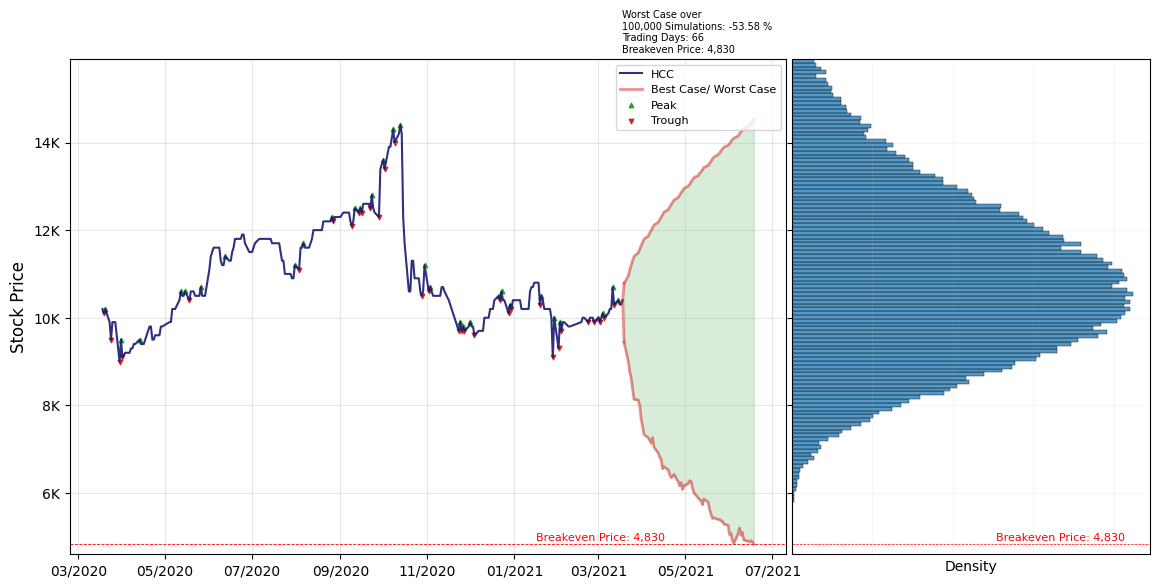 Worst Case over
100,000 Simulations: -53.58 %
Trading Days: 66
Breakeven Price: 4,830
HCC
Best Case/ Worst Case
Peak
Trough
Stock Price
14K
12K
10K
8K
6K
Breakeven Price: 4,830
Breakeven Price: 4,830
03/2020 05/2020 07/2020 09/2020 11/2020 01/2021 03/2021 05/2021 07/2021
Density